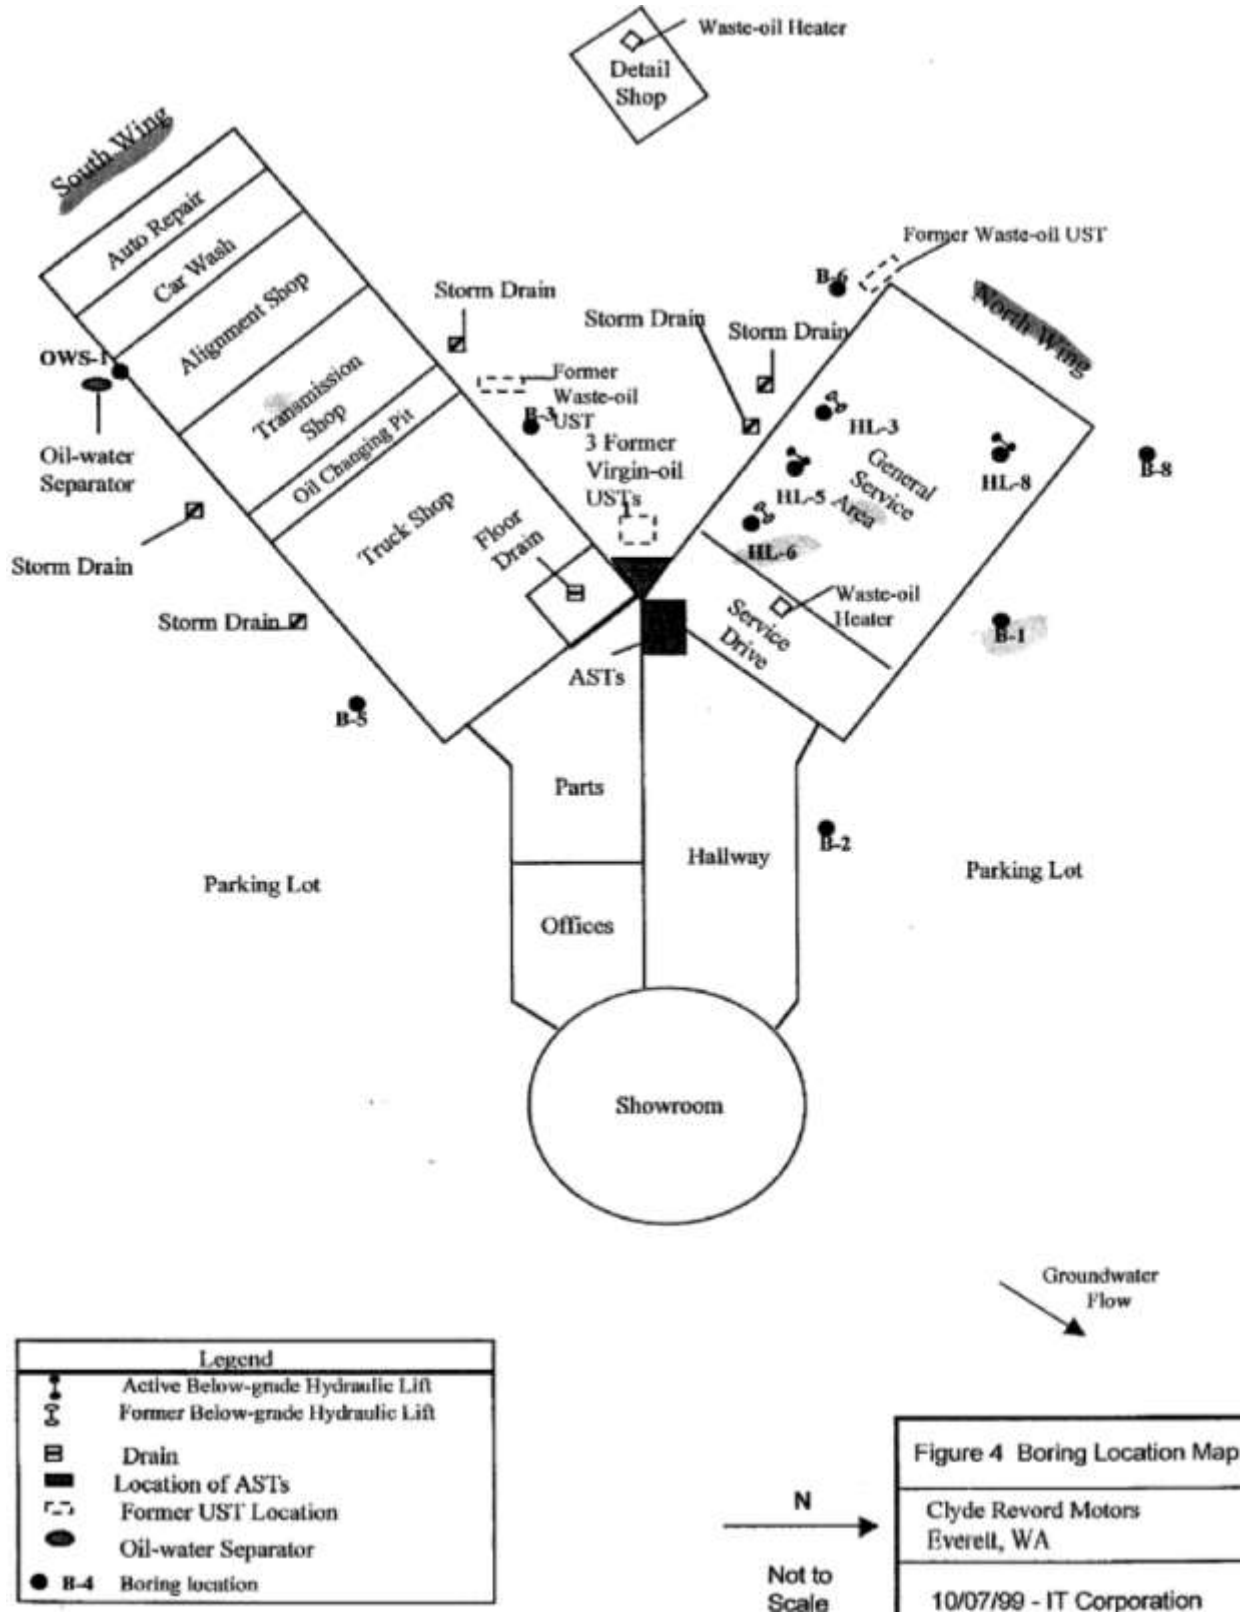 Waste-oil Heater
Detail
Shop
South Wing
Auto Repair
Car Wash
Alignment Shop
Transmission
Shop
Oil Changing Pit
Truck Shop
Floor
Drain
OWS-1
Oil-water
Separator
Storm Drain
Storm Drain
B-5
Storm Drain
Former
Waste-oil
UST
B-3
3 Former
Virgin-oil
USTs
Storm Drain
Storm Drain
B-6
Former Waste-oil UST
North Wing
HL-3
HL-5
HL-6
HL-8
General
Service
Area
B-8
B-1
Waste-oil
Heater
Service
Drive
ASTs
Parts
Hallway
Offices
B-2
Parking Lot
Parking Lot
Showroom
Groundwater
Flow
Legend
Active Below-grade Hydraulic Lift
Former Below-grade Hydraulic Lift
Drain
Location of ASTs
Former UST Location
Oil-water Separator
B-4 Boring location
N
Not to
Scale
Figure 4 Boring Location Map
Clyde Revord Motors
Everett, WA
10/07/99 - IT Corporation